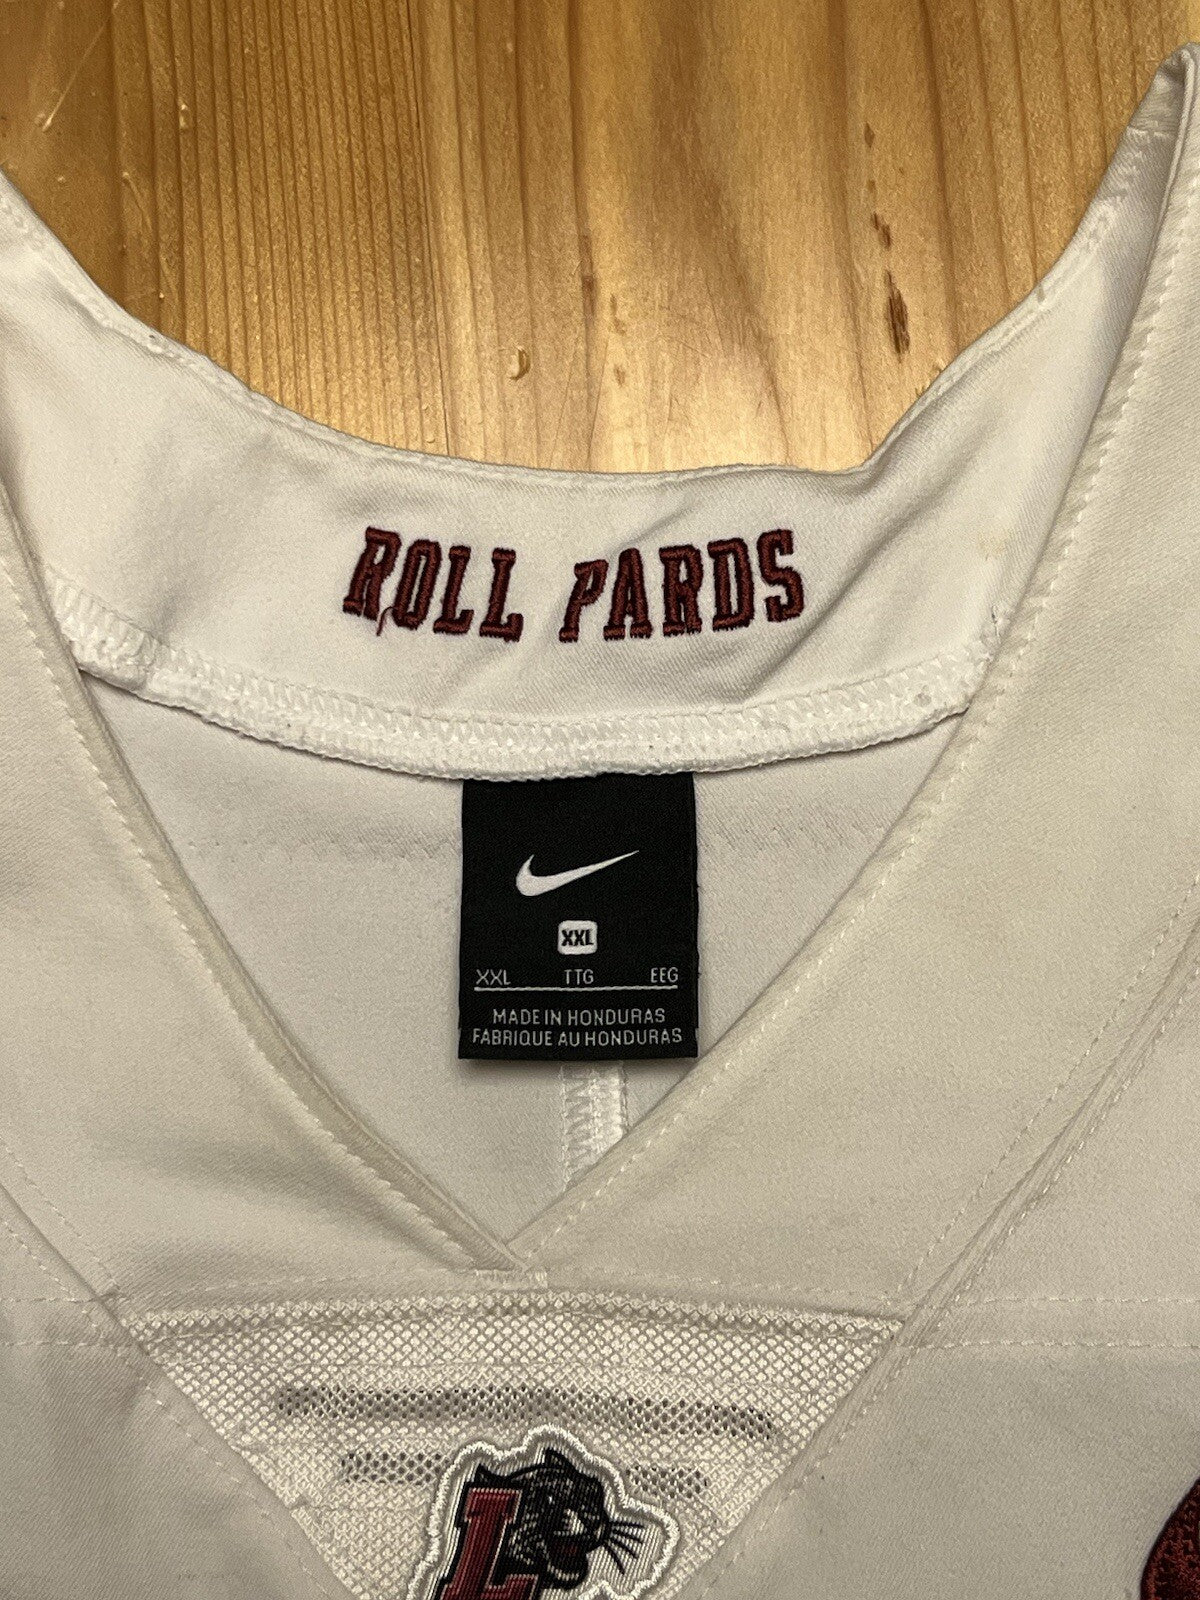 ROLL PARDS
XXL
XXL TTG EEG
MADE IN HONDURAS
FABRIQUE AU HONDURAS
L